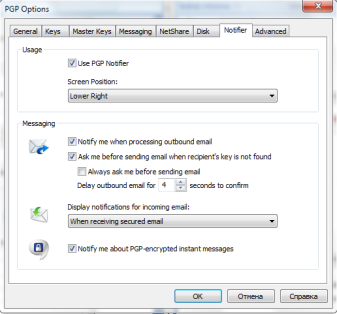 PGP Options
General Keys Master Keys Messaging NetShare Disk Notifier Advanced
Usage
Use PGP Notifier
Screen Position:
Lower Right
Messaging
Notify me when processing outbound email
Ask me before sending email when recipient's key is not found
Always ask me before sending email
Delay outbound email for 4 seconds to confirm
Display notifications for incoming email:
When receiving secured email
Notify me about PGP-encrypted instant messages
OK Отмена Справка